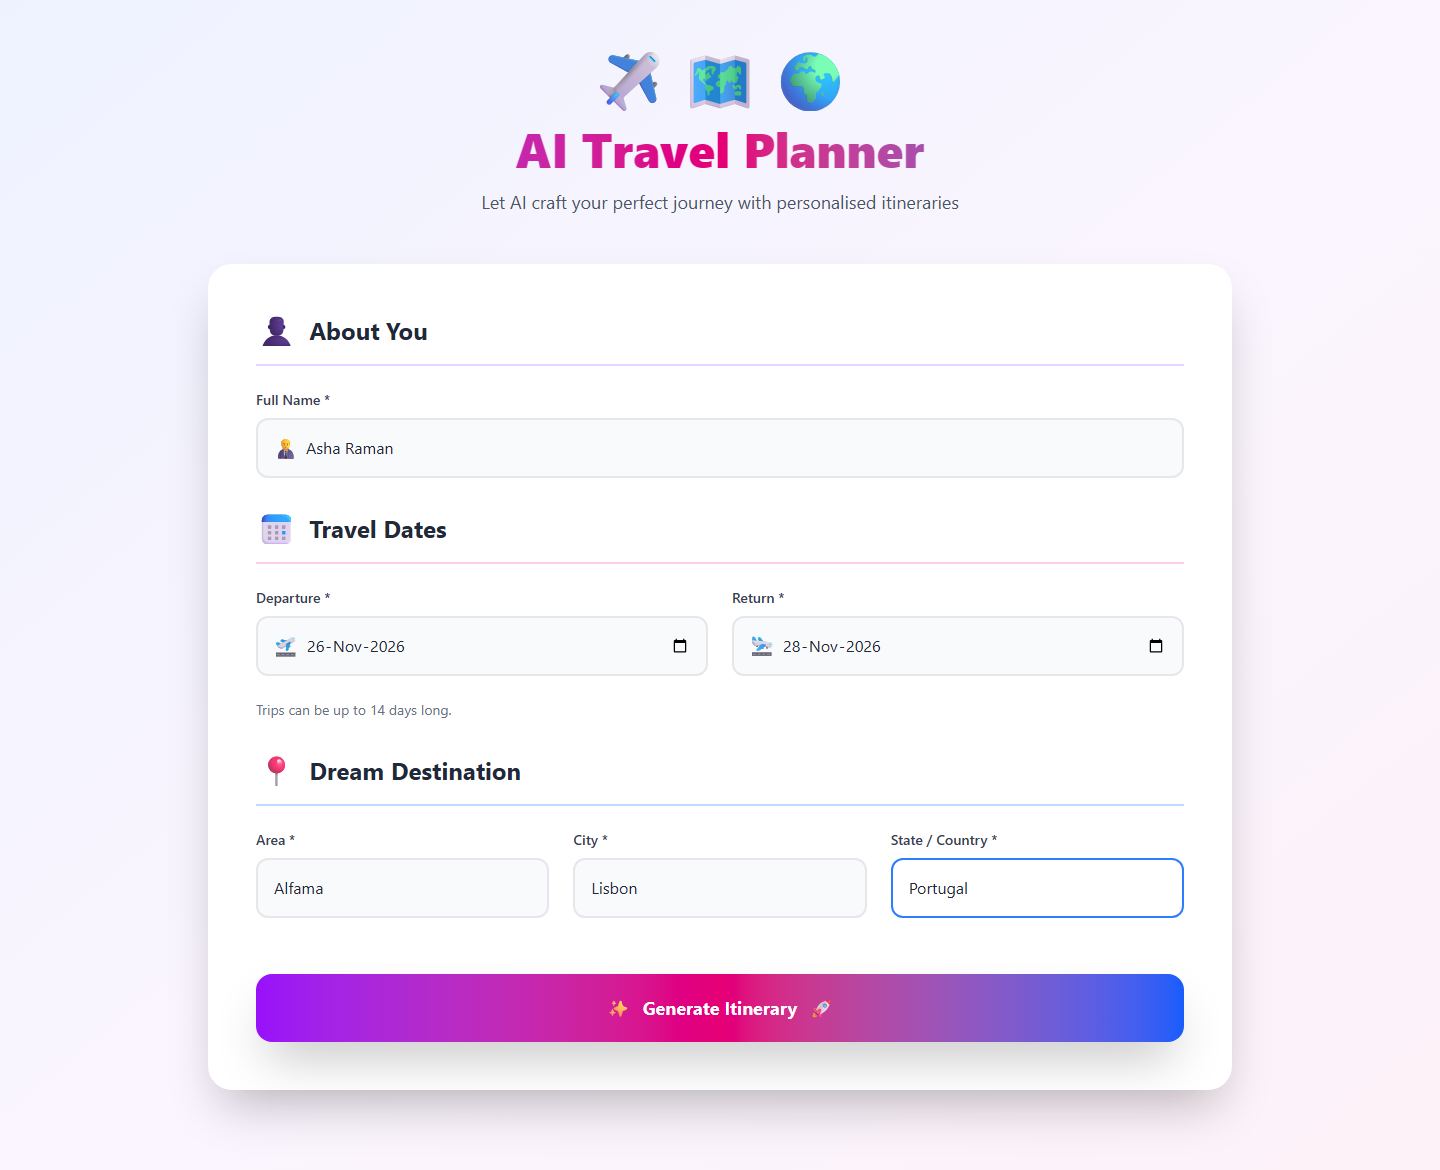 AI Travel Planner
Let AI craft your perfect journey with personalised itineraries
About You
Full Name *
Asha Raman
Travel Dates
Departure *
Return *
26-Nov-2026
28-Nov-2026
Trips can be up to 14 days long.
Dream Destination
Area *
City *
State / Country *
Alfama
Lisbon
Portugal
Generate Itinerary